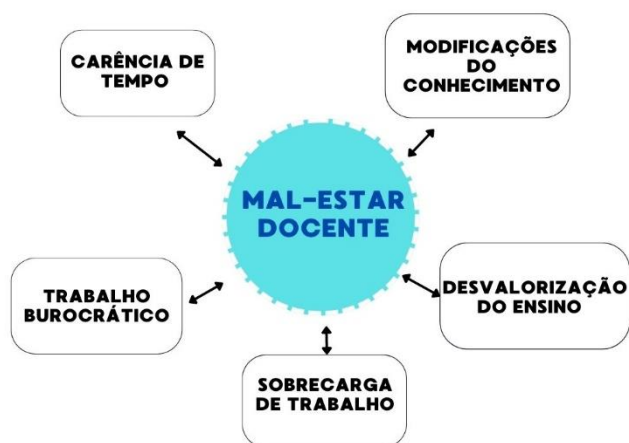 CARÊNCIA DE
TEMPO
MODIFICAÇÕES
DO
CONHECIMENTO
MAL-ESTAR
DOCENTE
TRABALHO
BUROCRÁTICO
DESVALORIZAÇÃO
DO ENSINO
SOBRECARGA
DE TRABALHO